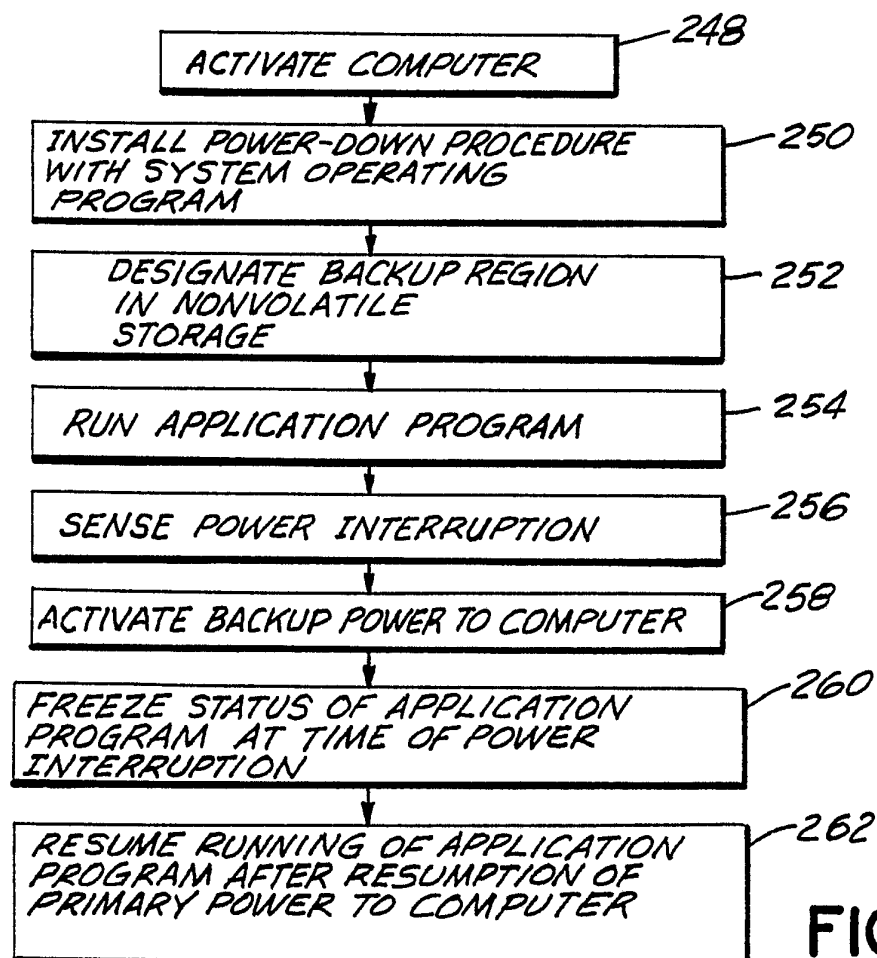 248
ACTIVATE COMPUTER
250
INSTALL POWER-DOWN PROCEDURE
WITH SYSTEM OPERATING
PROGRAM
252
DESIGNATE BACKUP REGION
IN NONVOLATILE
STORAGE
254
RUN APPLICATION PROGRAM
256
SENSE POWER INTERRUPTION
258
ACTIVATE BACKUP POWER TO COMPUTER
260
FREEZE STATUS OF APPLICATION
PROGRAM AT TIME OF POWER
INTERRUPTION
262
RESUME RUNNING OF APPLICATION
PROGRAM AFTER RESUMPTION OF
PRIMARY POWER TO COMPUTER
FIG